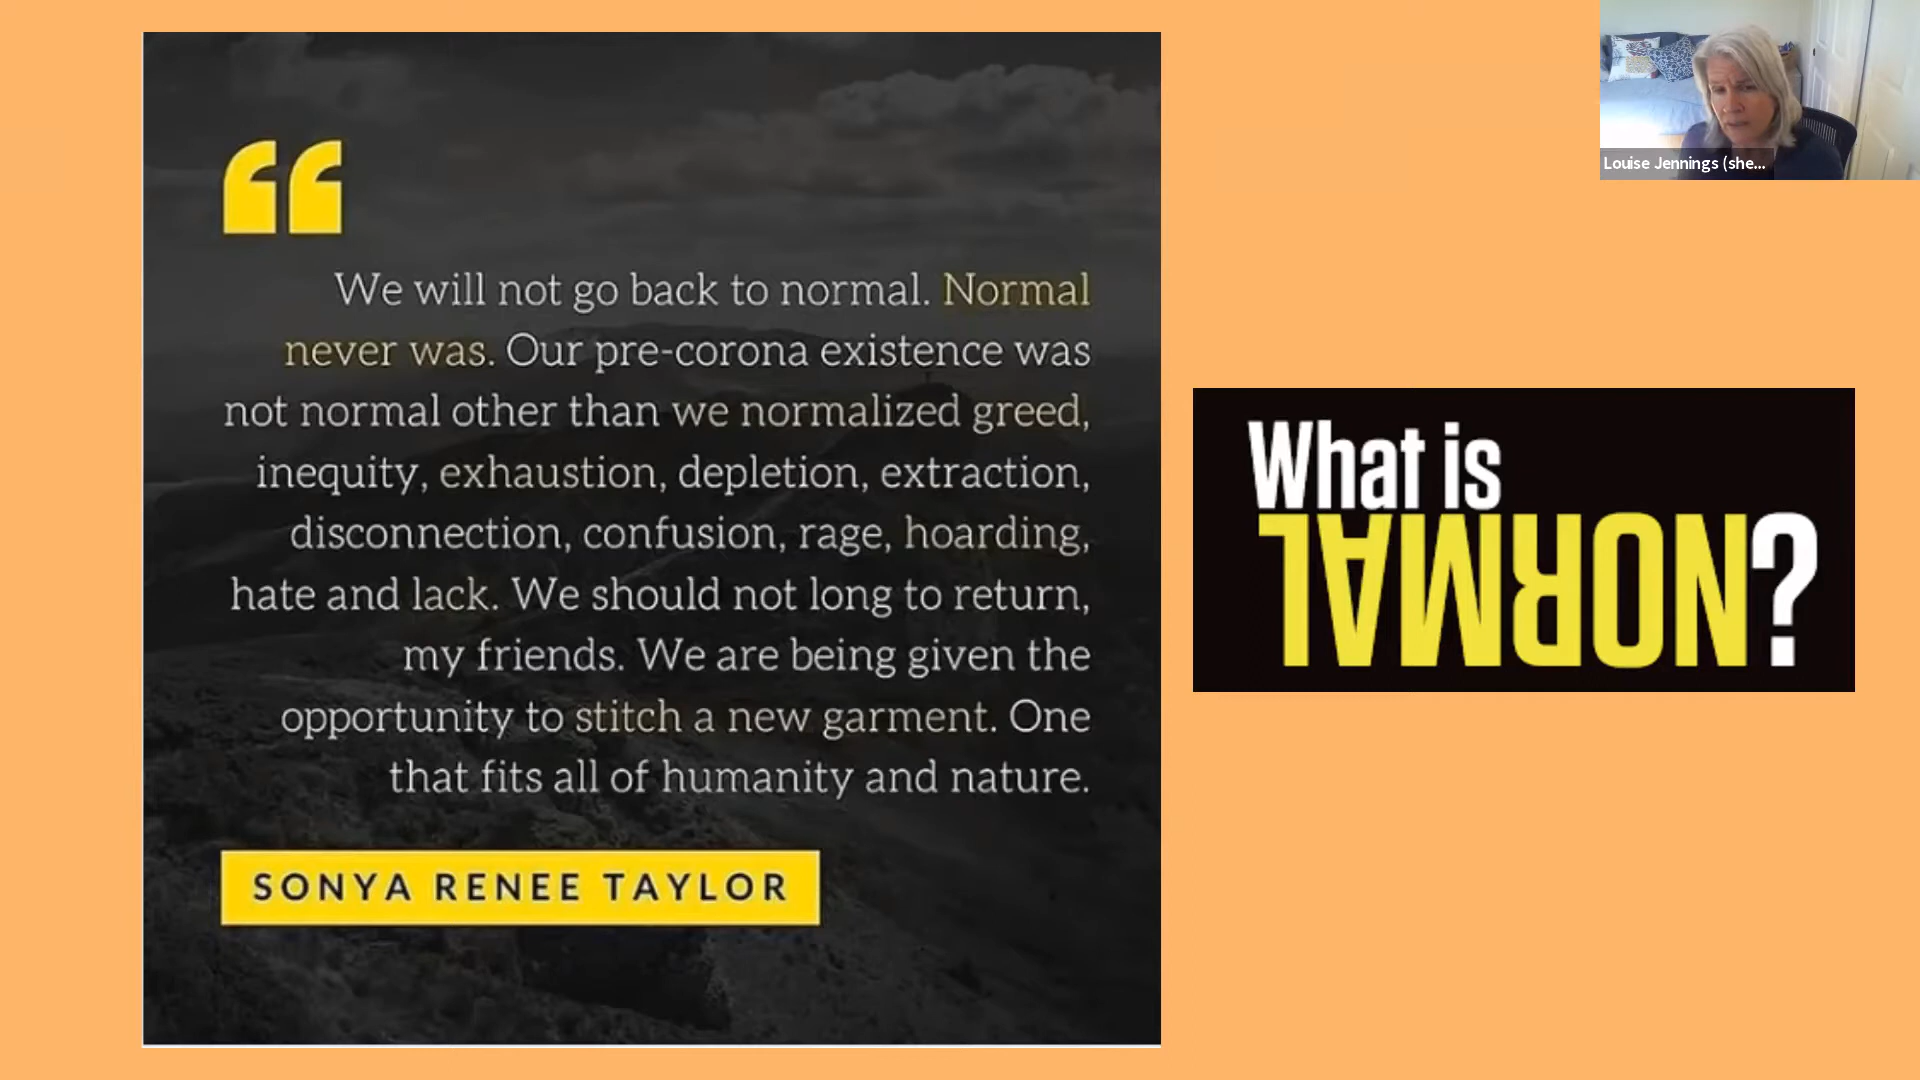 “
We will not go back to normal. Normal
never was. Our pre-corona existence was
not normal other than we normalized greed,
inequity, exhaustion, depletion, extraction,
disconnection, confusion, rage, hoarding,
hate and lack. We should not long to return,
my friends. We are being given the
opportunity to stitch a new garment. One
that fits all of humanity and nature.
SONYA RENEE TAYLOR
What is
NORMAL?
Louise Jennings (she...